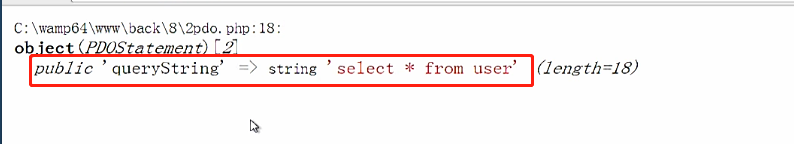 C:\wamp64\www\back\8\2pdo.php:18:
object(PDOStatement)[2]
public 'queryString' => string 'select * from user' (length=18)